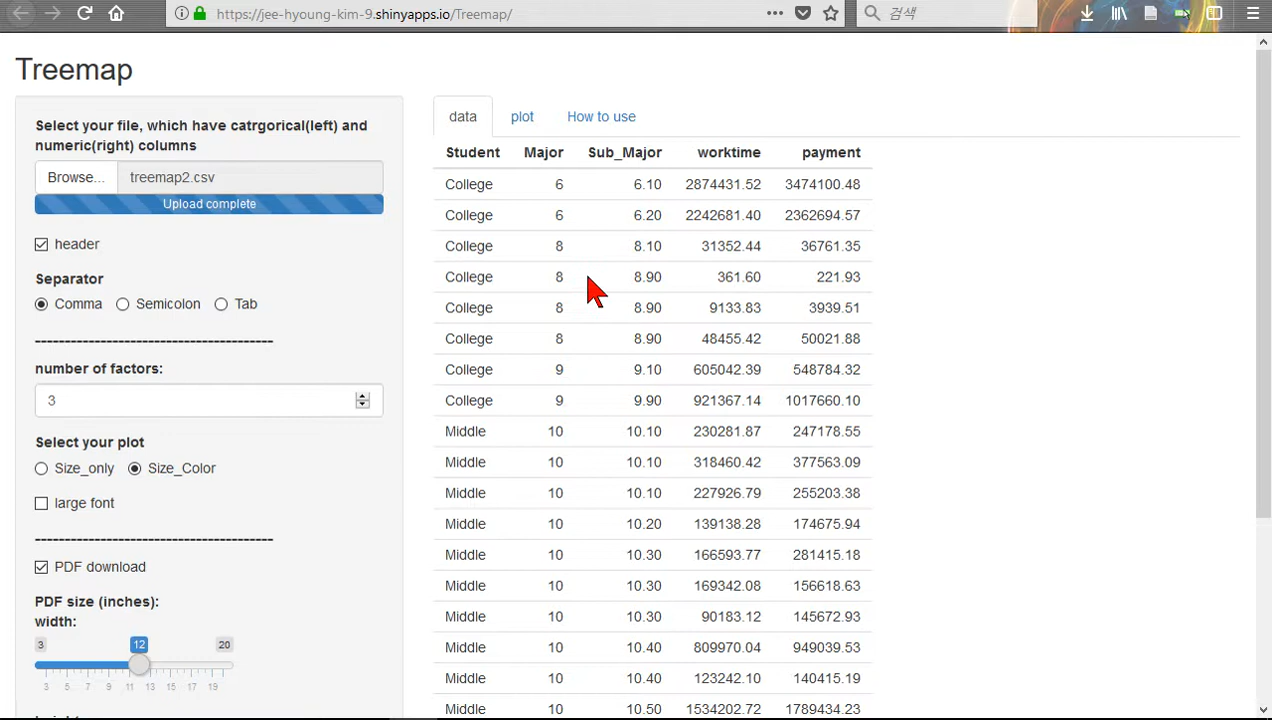 https://jee-hyoung-kim-9.shinyapps.io/Treemap/
검색
Treemap
Select your file, which have catrgorical(left) and
numeric(right) columns
Browse... treemap2.csv
Upload complete
header
Separator
Comma Semicolon Tab
----------------------------------------
number of factors:
3
Select your plot
Size_only Size_Color
large font
----------------------------------------
PDF download
PDF size (inches):
width:
3 12 20
3 5 7 9 11 13 15 17 19
data plot How to use
Student Major Sub_Major worktime payment
College 6 6.10 2874431.52 3474100.48
College 6 6.20 2242681.40 2362694.57
College 8 8.10 31352.44 36761.35
College 8 8.90 361.60 221.93
College 8 8.90 9133.83 3939.51
College 8 8.90 48455.42 50021.88
College 9 9.10 605042.39 548784.32
College 9 9.90 921367.14 1017660.10
Middle 10 10.10 230281.87 247178.55
Middle 10 10.10 318460.42 377563.09
Middle 10 10.10 227926.79 255203.38
Middle 10 10.20 139138.28 174675.94
Middle 10 10.30 166593.77 281415.18
Middle 10 10.30 169342.08 156618.63
Middle 10 10.30 90183.12 145672.93
Middle 10 10.40 809970.04 949039.53
Middle 10 10.40 123242.10 140415.19
Middle 10 10.50 1534202.72 1789434.23